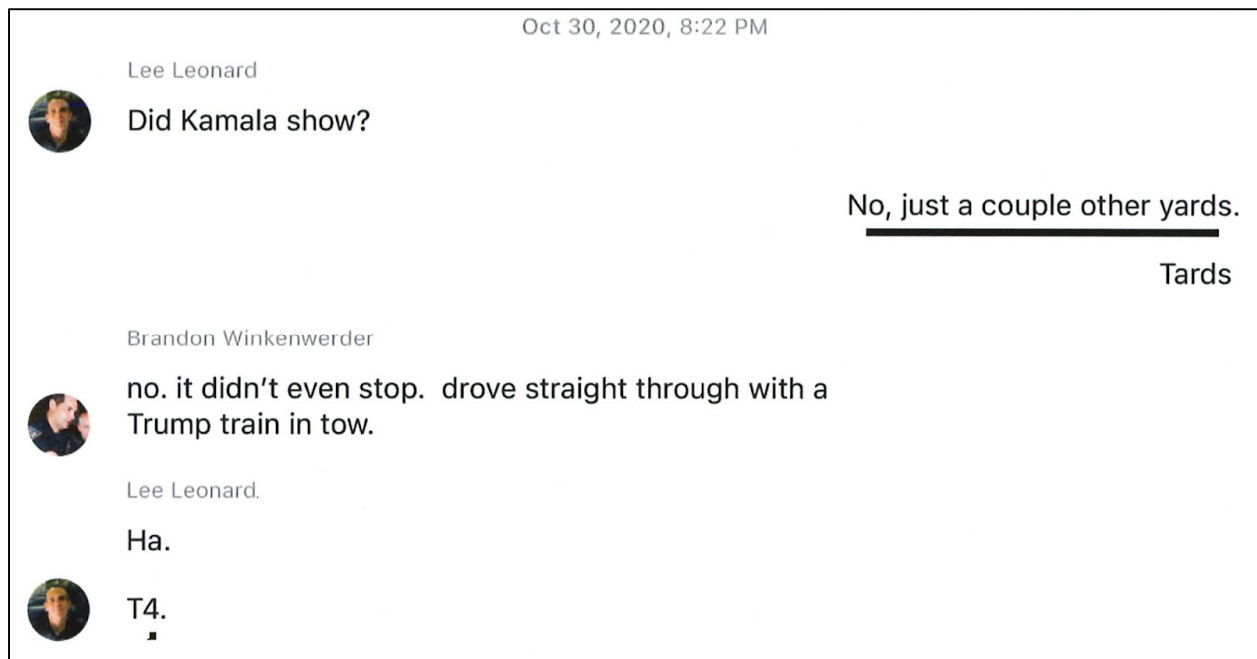 Oct 30, 2020, 8:22 PM
Lee Leonard
Did Kamala show?
No, just a couple other yards.
Tards
Brandon Winkenwerder
no. it didn't even stop.  drove straight through with a
Trump train in tow.
Lee Leonard.
Ha.
T4.